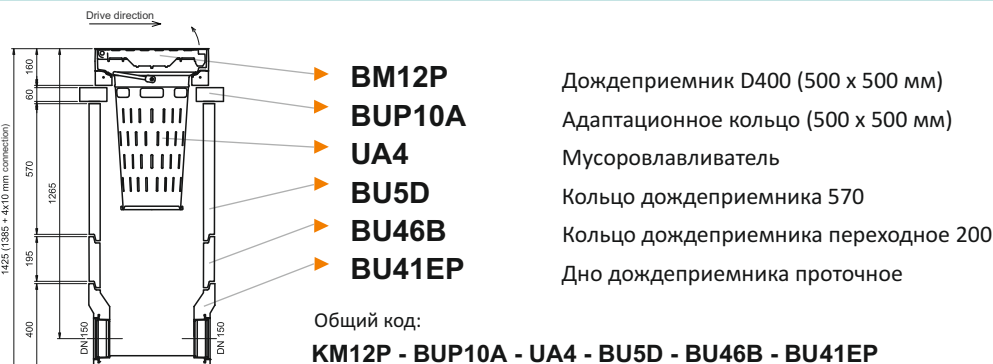 Drive direction
BM12P Дождеприемник D400 (500 x 500 мм)
BUP10A Адаптационное кольцо (500 x 500 мм)
UA4 Мусоровлавливатель
BU5D Кольцо дождеприемника 570
BU46B Кольцо дождеприемника переходное 200
BU41EP Дно дождеприемника проточное
Общий код:
KM12P - BUP10A - UA4 - BU5D - BU46B - BU41EP
1425 (1385 + 4x10 mm connection)
160
60
570
195
400
1265
DN 150
DN 150